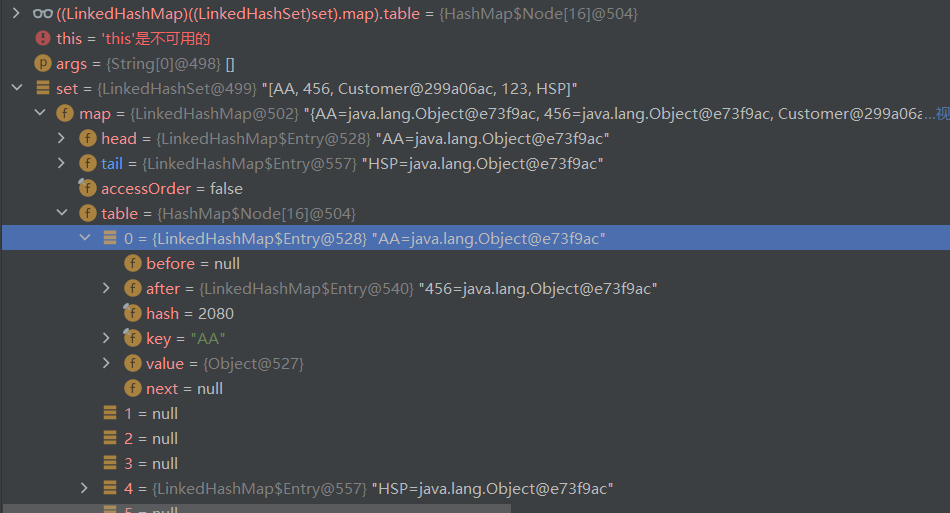 ((LinkedHashMap)((LinkedHashSet)set).map).table = {HashMap$Node[16]@504}
this = 'this'是不可用的
args = {String[0]@498} []
set = {LinkedHashSet@499} "[AA, 456, Customer@299a06ac, 123, HSP]"
map = {LinkedHashMap@502} "{AA=java.lang.Object@e73f9ac, 456=java.lang.Object@e73f9ac, Customer@299a06a…视
head = {LinkedHashMap$Entry@528} "AA=java.lang.Object@e73f9ac"
tail = {LinkedHashMap$Entry@557} "HSP=java.lang.Object@e73f9ac"
accessOrder = false
table = {HashMap$Node[16]@504}
0 = {LinkedHashMap$Entry@528} "AA=java.lang.Object@e73f9ac"
before = null
after = {LinkedHashMap$Entry@540} "456=java.lang.Object@e73f9ac"
hash = 2080
key = "AA"
value = {Object@527}
next = null
1 = null
2 = null
3 = null
4 = {LinkedHashMap$Entry@557} "HSP=java.lang.Object@e73f9ac"
5 = null